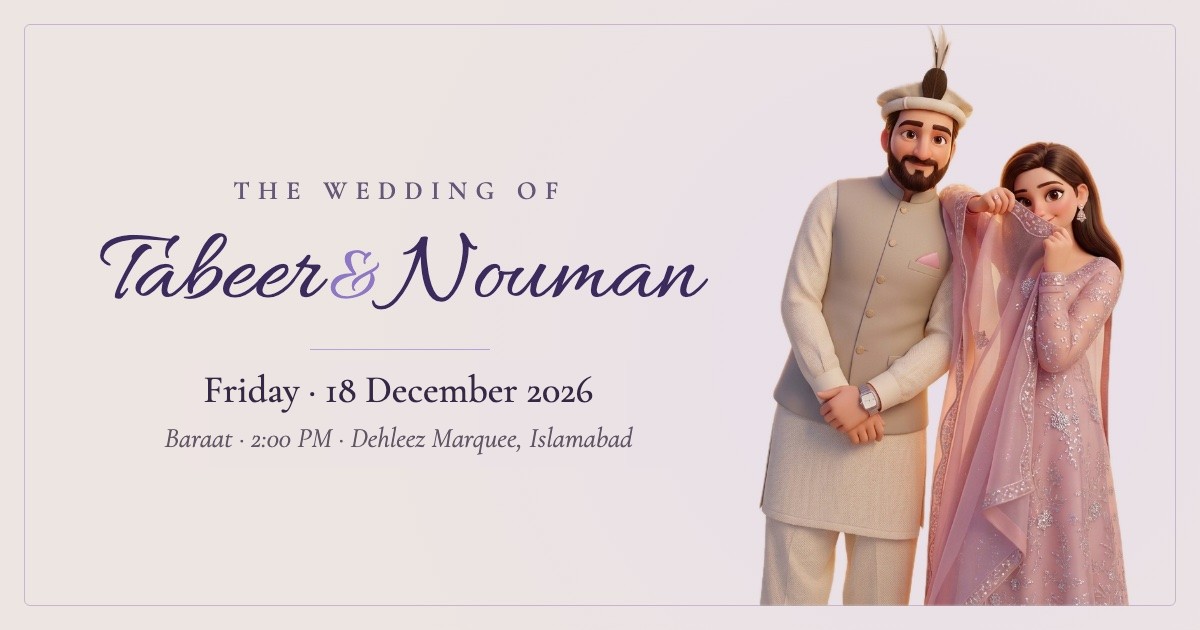 THE WEDDING OF
Tabeer & Nouman
Friday · 18 December 2026
Baraat · 2:00 PM · Dehleez Marquee, Islamabad